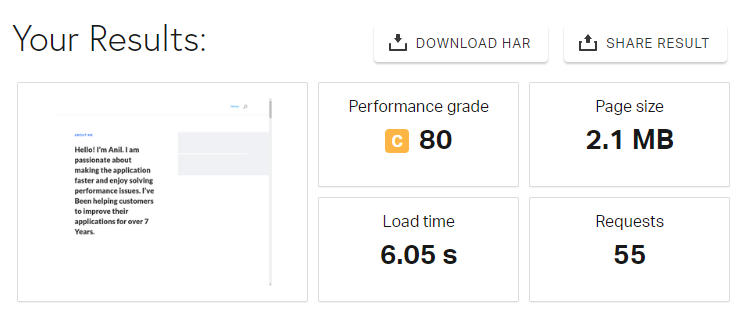 Your Results:
DOWNLOAD HAR
SHARE RESULT
ABOUT ME
Hello! I'm Anil. I am
passionate about
making the application
faster and enjoy solving
performance issues. I've
Been helping customers
to improve their
applications for over 7
Years.
Performance grade
C 80
Page size
2.1 MB
Load time
6.05 s
Requests
55